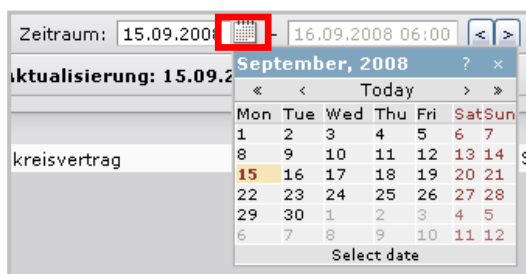 Zeitraum: 15.09.2008 - 16.09.2008 06:00 < >
ktualisierung: 15.09.2
September, 2008 ? ×
« ‹ Today › »
Mon Tue Wed Thu Fri Sat Sun
1 2 3 4 5 6 7
kreisvertrag
8 9 10 11 12 13 14
15 16 17 18 19 20 21
22 23 24 25 26 27 28
29 30 1 2 3 4 5
6 7 8 9 10 11 12
Select date